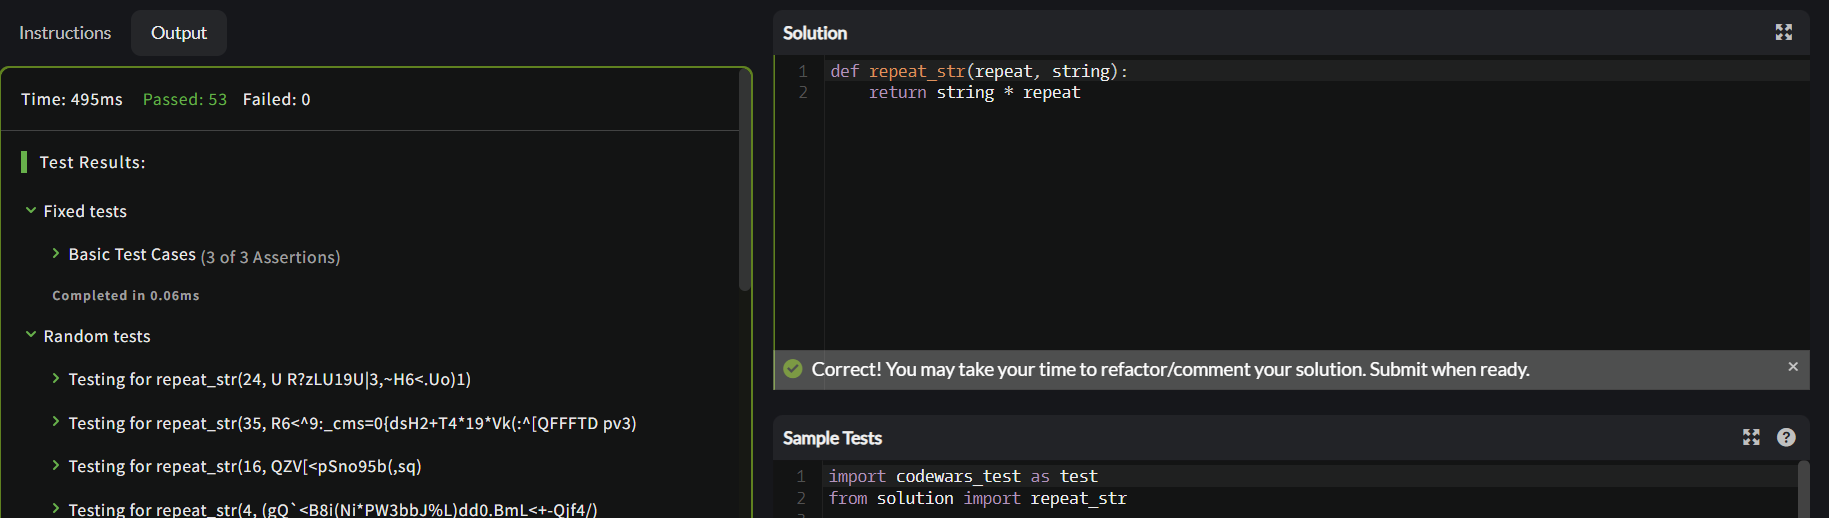 Instructions
Output
Time: 495ms Passed: 53 Failed: 0
Test Results:
Fixed tests
Basic Test Cases (3 of 3 Assertions)
Completed in 0.06ms
Random tests
Testing for repeat_str(24, U R?zLU19U|3,~H6<.Uo)1)
Testing for repeat_str(35, R6<^9:_cms=0{dsH2+T4*19*Vk(:^[QFFFTD pv3)
Testing for repeat_str(16, QZV[<pSno95b(,sq)
Testing for repeat_str(4, (gQ`<B8i(Ni*PW3bbJ%L)dd0.BmL<+-Qjf4/)
Solution
1 def repeat_str(repeat, string):
2 return string * repeat
Correct! You may take your time to refactor/comment your solution. Submit when ready.
Sample Tests
1 import codewars_test as test
2 from solution import repeat_str